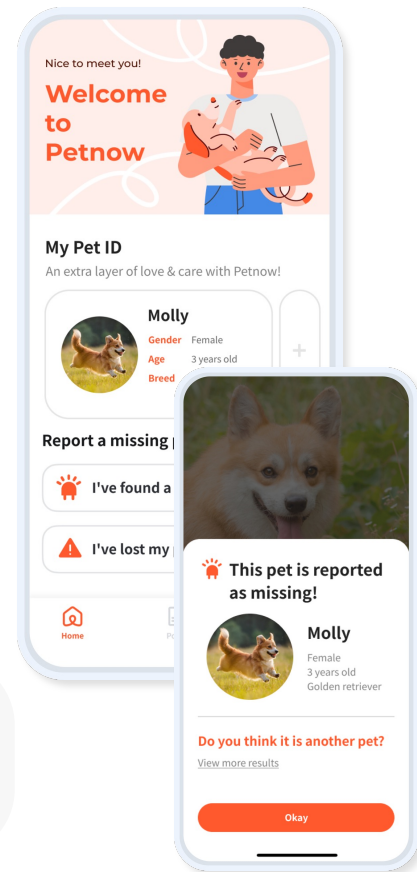 Nice to meet you!
Welcome
to
Petnow
My Pet ID
An extra layer of love & care with Petnow!
Molly
Gender Female
Age 3 years old
Breed
+
Report a missing
I've found a
I've lost my
Home
This pet is reported
as missing!
Molly
Female
3 years old
Golden retriever
Do you think it is another pet?
View more results
Okay